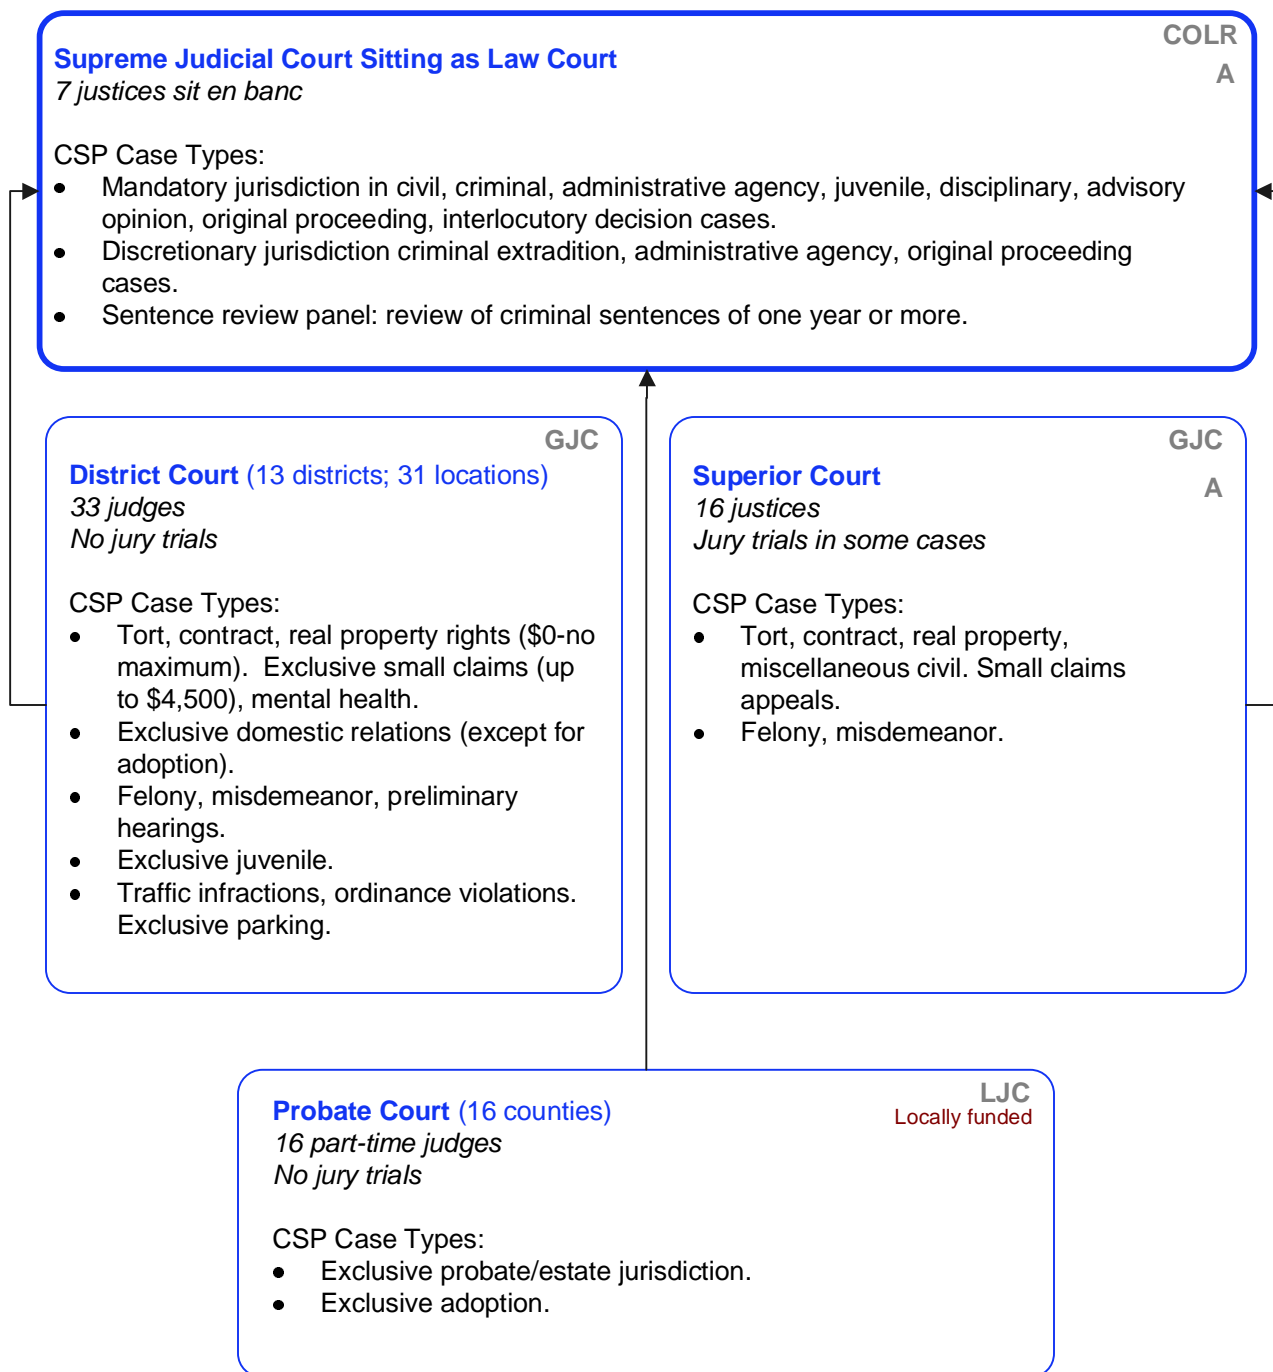 COLR
Supreme Judicial Court Sitting as Law Court
A
7 justices sit en banc
CSP Case Types:
• Mandatory jurisdiction in civil, criminal, administrative agency, juvenile, disciplinary, advisory
opinion, original proceeding, interlocutory decision cases.
• Discretionary jurisdiction criminal extradition, administrative agency, original proceeding
cases.
• Sentence review panel: review of criminal sentences of one year or more.
GJC
District Court (13 districts; 31 locations)
33 judges
No jury trials
CSP Case Types:
• Tort, contract, real property rights ($0-no
maximum). Exclusive small claims (up
to $4,500), mental health.
• Exclusive domestic relations (except for
adoption).
• Felony, misdemeanor, preliminary
hearings.
• Exclusive juvenile.
• Traffic infractions, ordinance violations.
Exclusive parking.
GJC
Superior Court
A
16 justices
Jury trials in some cases
CSP Case Types:
• Tort, contract, real property,
miscellaneous civil. Small claims
appeals.
• Felony, misdemeanor.
LJC
Probate Court (16 counties)
Locally funded
16 part-time judges
No jury trials
CSP Case Types:
• Exclusive probate/estate jurisdiction.
• Exclusive adoption.